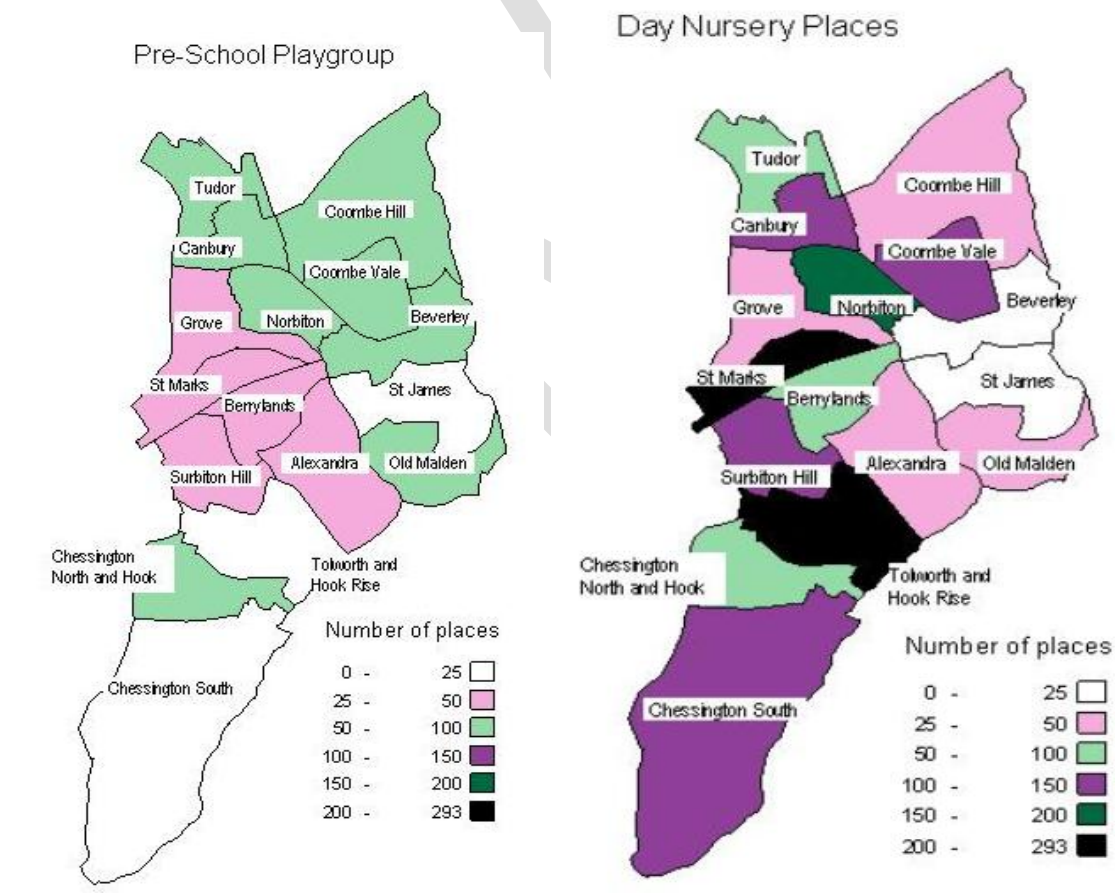 Pre-School Playgroup
Tudor
Coombe Hill
Canbury
Coombe Vale
Grove
Norbiton
Beverley
St Marks
St James
Berrylands
Surbiton Hill
Alexandra
Old Malden
Chessington
North and Hook
Tolworth and
Hook Rise
Chessington South
Number of places
0 - 25
25 - 50
50 - 100
100 - 150
150 - 200
200 - 293
Day Nursery Places
Tudor
Coombe Hill
Canbury
Coombe Vale
Grove
Norbiton
Beverley
St Marks
St James
Berrylands
Surbiton Hill
Alexandra
Old Malden
Chessington
North and Hook
Tolworth and
Hook Rise
Chessington South
Number of places
0 - 25
25 - 50
50 - 100
100 - 150
150 - 200
200 - 293